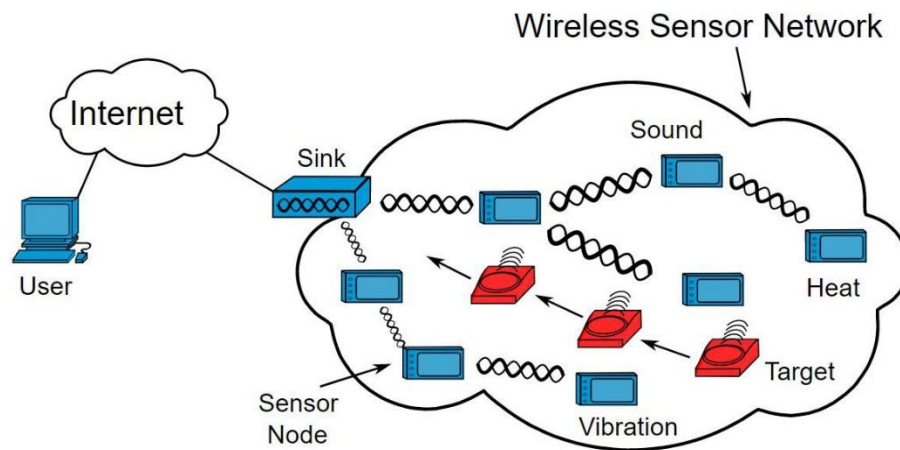 Wireless Sensor Network
Internet
Sound
Sink
User
Heat
Target
Sensor
Node
Vibration